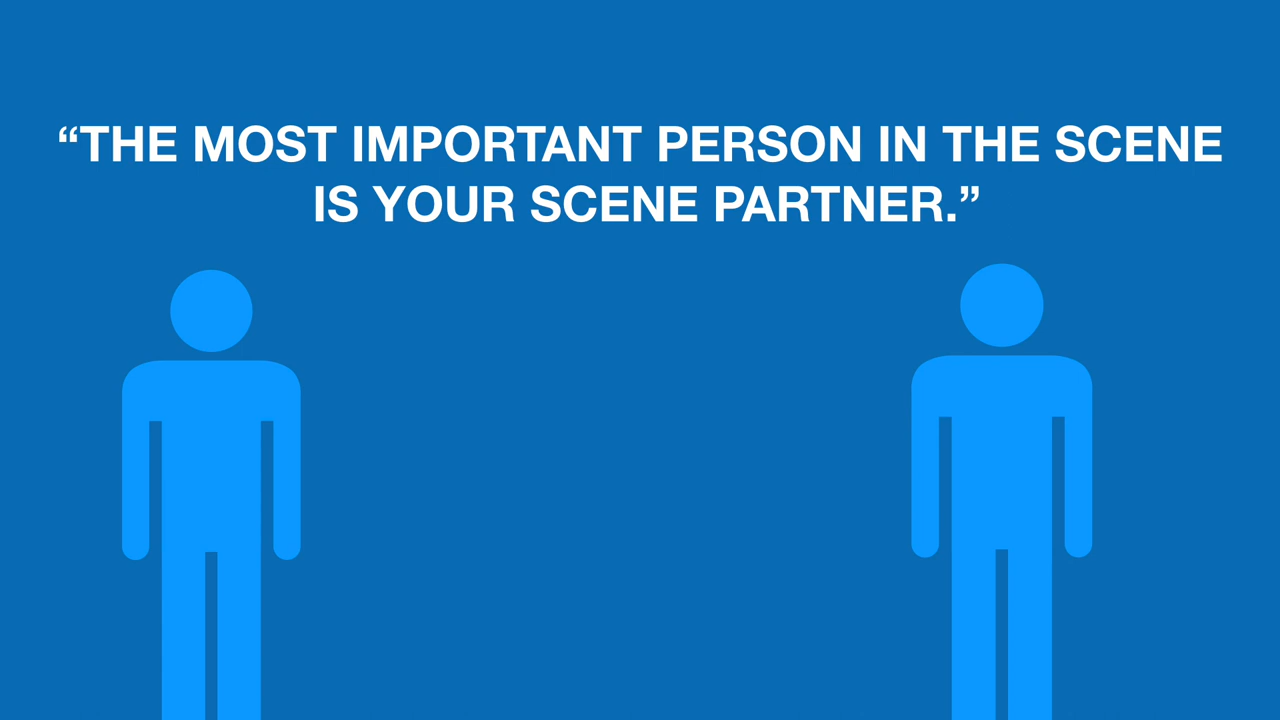 “THE MOST IMPORTANT PERSON IN THE SCENE
IS YOUR SCENE PARTNER.”